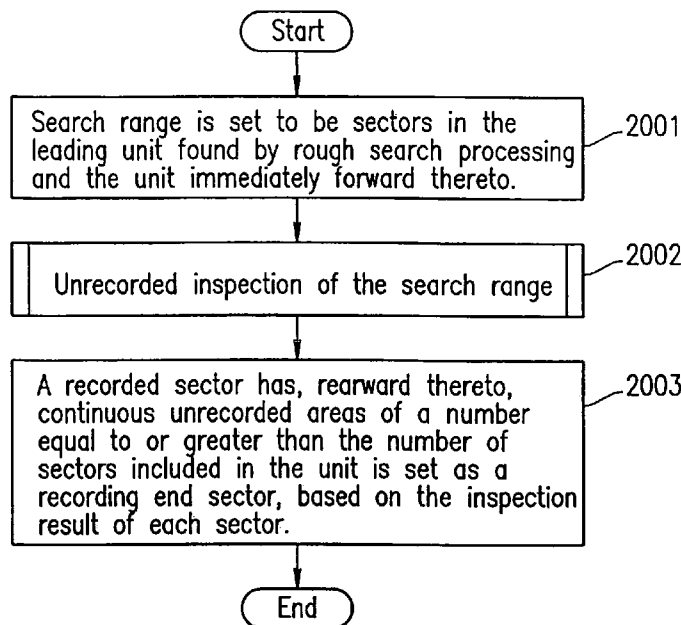 Start
Search range is set to be sectors in the
leading unit found by rough search processing
and the unit immediately forward thereto.
2001
Unrecorded inspection of the search range
2002
A recorded sector has, rearward thereto,
continuous unrecorded areas of a number
equal to or greater than the number of
sectors included in the unit is set as a
recording end sector, based on the inspection
result of each sector.
2003
End